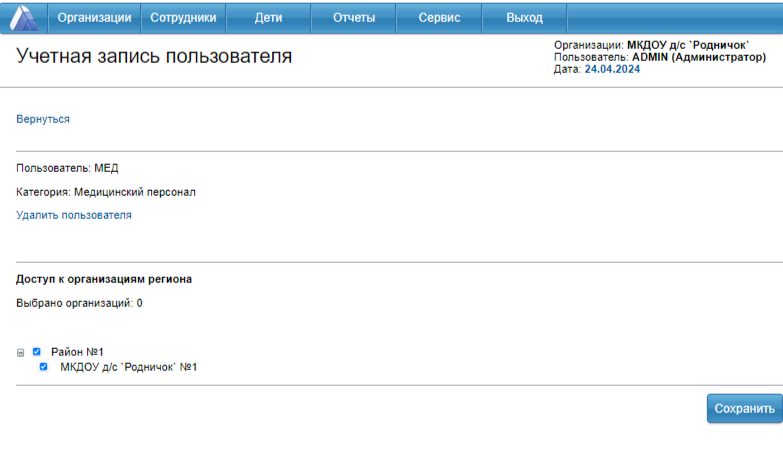 Организации Сотрудники Дети Отчеты Сервис Выход
Учетная запись пользователя
Организации: МКДОУ д/с `Родничок`
Пользователь: ADMIN (Администратор)
Дата: 24.04.2024
Вернуться
Пользователь: МЕД
Категория: Медицинский персонал
Удалить пользователя
Доступ к организациям региона
Выбрано организаций: 0
Район №1
МКДОУ д/с `Родничок` №1
Сохранить